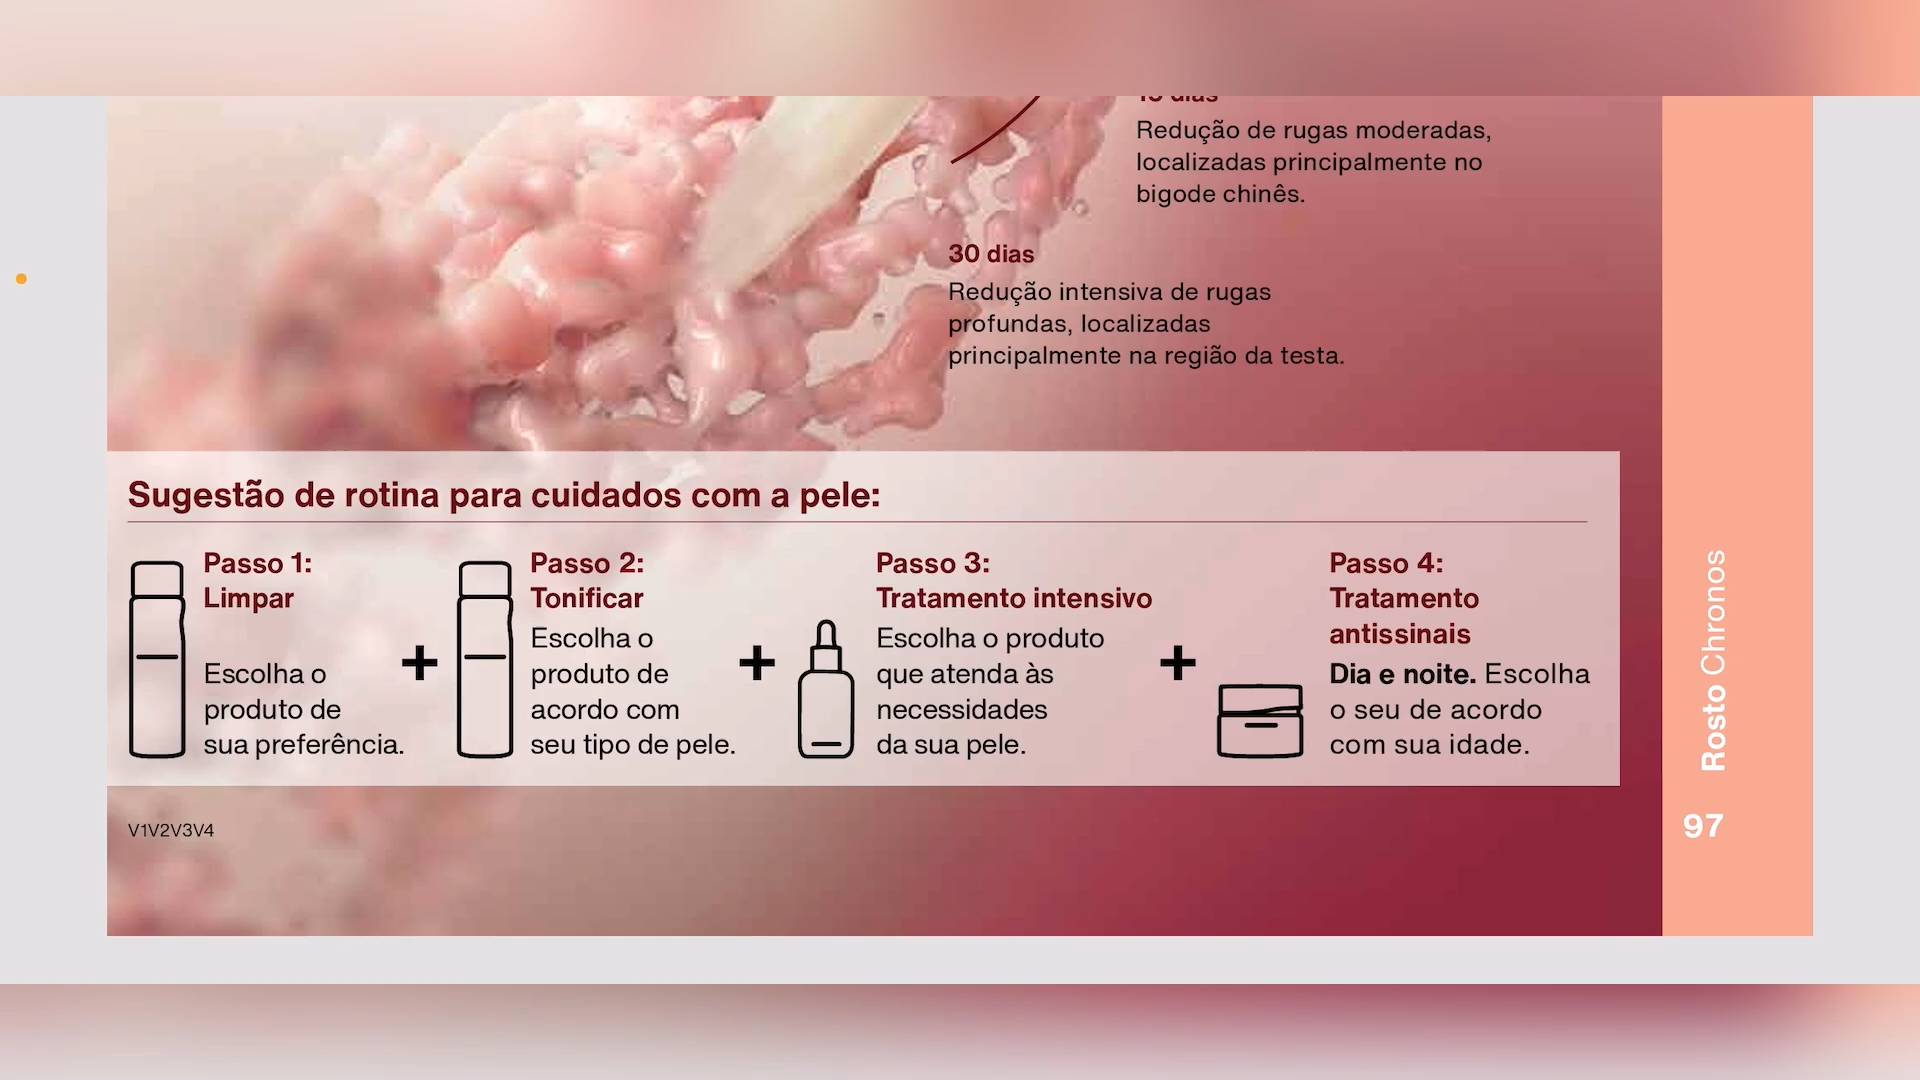 Redução de rugas moderadas,
localizadas principalmente no
bigode chinês.
30 dias
Redução intensiva de rugas
profundas, localizadas
principalmente na região da testa.
Sugestão de rotina para cuidados com a pele:
Passo 1:
Limpar
Escolha o
produto de
sua preferência.
+
Passo 2:
Tonificar
Escolha o
produto de
acordo com
seu tipo de pele.
+
Passo 3:
Tratamento intensivo
Escolha o produto
que atenda às
necessidades
da sua pele.
+
Passo 4:
Tratamento
antissinais
Dia e noite. Escolha
o seu de acordo
com sua idade.
Rosto Chronos
97
V1V2V3V4